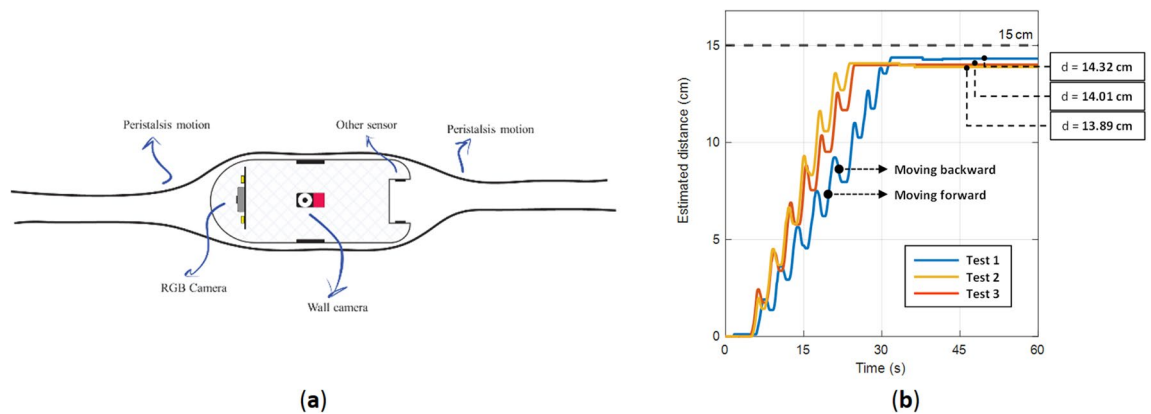 Peristalsis motion
Other sensor
Peristalsis motion
RGB Camera
Wall camera
(a)
Estimated distance (cm)
15
10
5
0
15 cm
d = 14.32 cm
d = 14.01 cm
d = 13.89 cm
Moving backward
Moving forward
Test 1
Test 2
Test 3
0
15
30
45
60
Time (s)
(b)